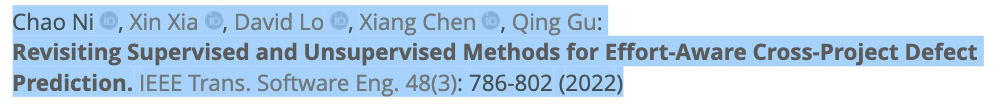 Chao Ni, Xin Xia, David Lo, Xiang Chen, Qing Gu:
Revisiting Supervised and Unsupervised Methods for Effort-Aware Cross-Project Defect
Prediction. IEEE Trans. Software Eng. 48(3): 786-802 (2022)